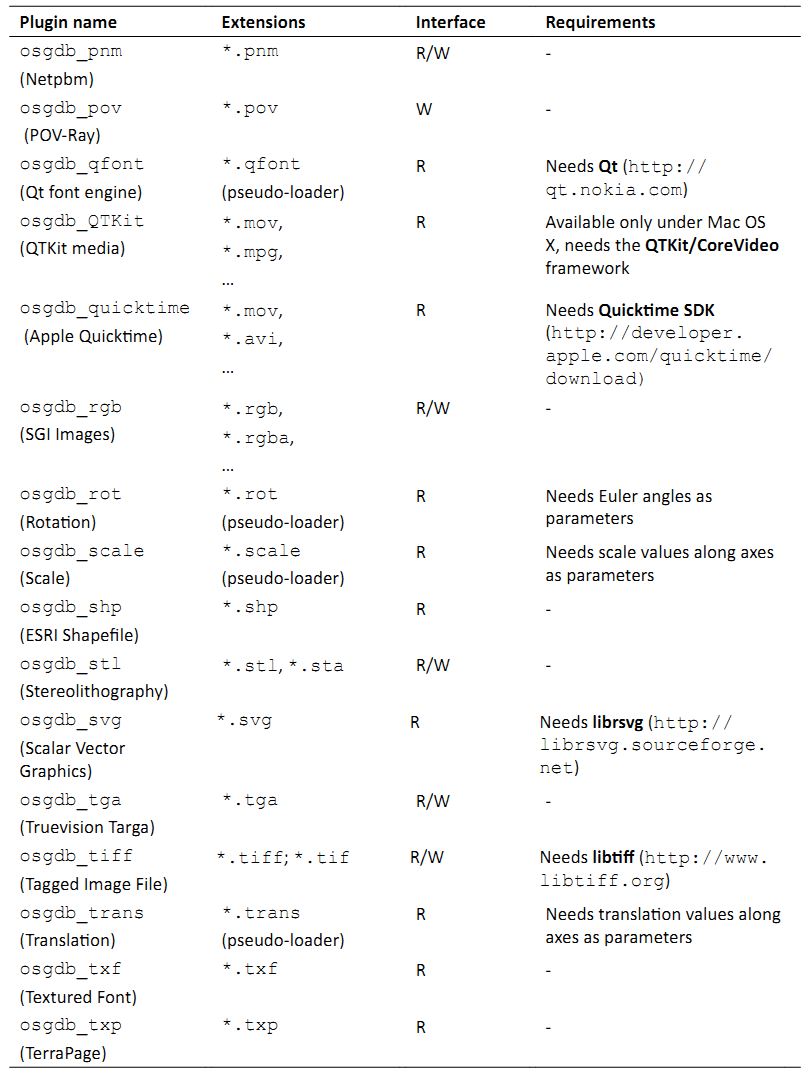 Plugin name Extensions Interface Requirements
osgdb_pnm *.pnm R/W -
(Netpbm)
osgdb_pov *.pov W -
(POV-Ray)
osgdb_qfont *.qfont R Needs Qt (http://
(Qt font engine) (pseudo-loader) qt.nokia.com)
osgdb_QTKit *.mov, R Available only under Mac OS
(QTKit media) *.mpg, X, needs the QTKit/CoreVideo
... framework
osgdb_quicktime *.mov, R Needs Quicktime SDK
(Apple Quicktime) *.avi, (http://developer.
apple.com/quicktime/
... download)
osgdb_rgb *.rgb, R/W -
(SGI Images) *.rgba,
...
osgdb_rot *.rot R Needs Euler angles as
(Rotation) (pseudo-loader) parameters
osgdb_scale *.scale R Needs scale values along axes
(Scale) (pseudo-loader) as parameters
osgdb_shp *.shp R -
(ESRI Shapefile)
osgdb_stl *.stl, *.sta R/W -
(Stereolithography)
osgdb_svg *.svg R Needs librsvg (http://
(Scalar Vector librsvg.sourceforge.
Graphics) net)
osgdb_tga *.tga R/W -
(Truevision Targa)
osgdb_tiff *.tiff; *.tif R/W Needs libtiff (http://www.
(Tagged Image File) libtiff.org)
osgdb_trans *.trans R Needs translation values along
(Translation) (pseudo-loader) axes as parameters
osgdb_txf *.txf R -
(Textured Font)
osgdb_txp *.txp R -
(TerraPage)